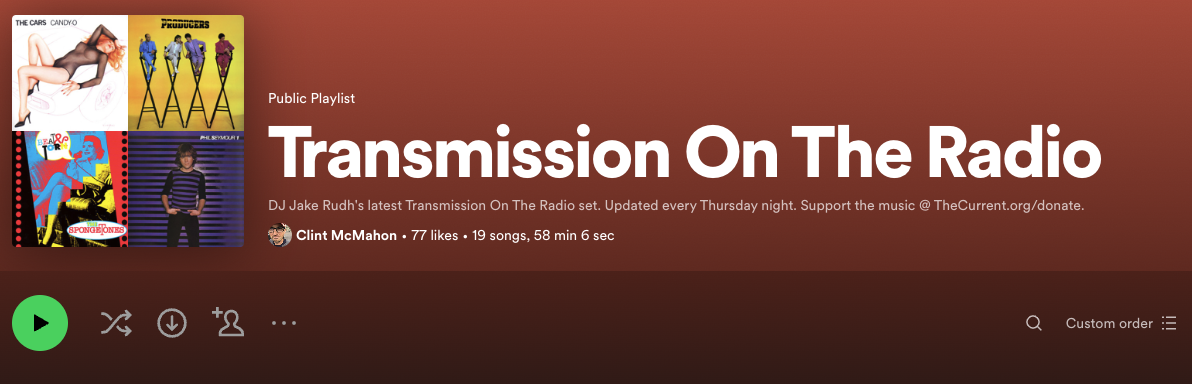 THE CARS CANDY-O
PRODUCERS
BEAT &
TORN
THE
SPONGETONES
PHIL SEYMOUR
Public Playlist
Transmission On The Radio
DJ Jake Rudh's latest Transmission On The Radio set. Updated every Thursday night. Support the music @ TheCurrent.org/donate.
Clint McMahon • 77 likes • 19 songs, 58 min 6 sec
Custom order